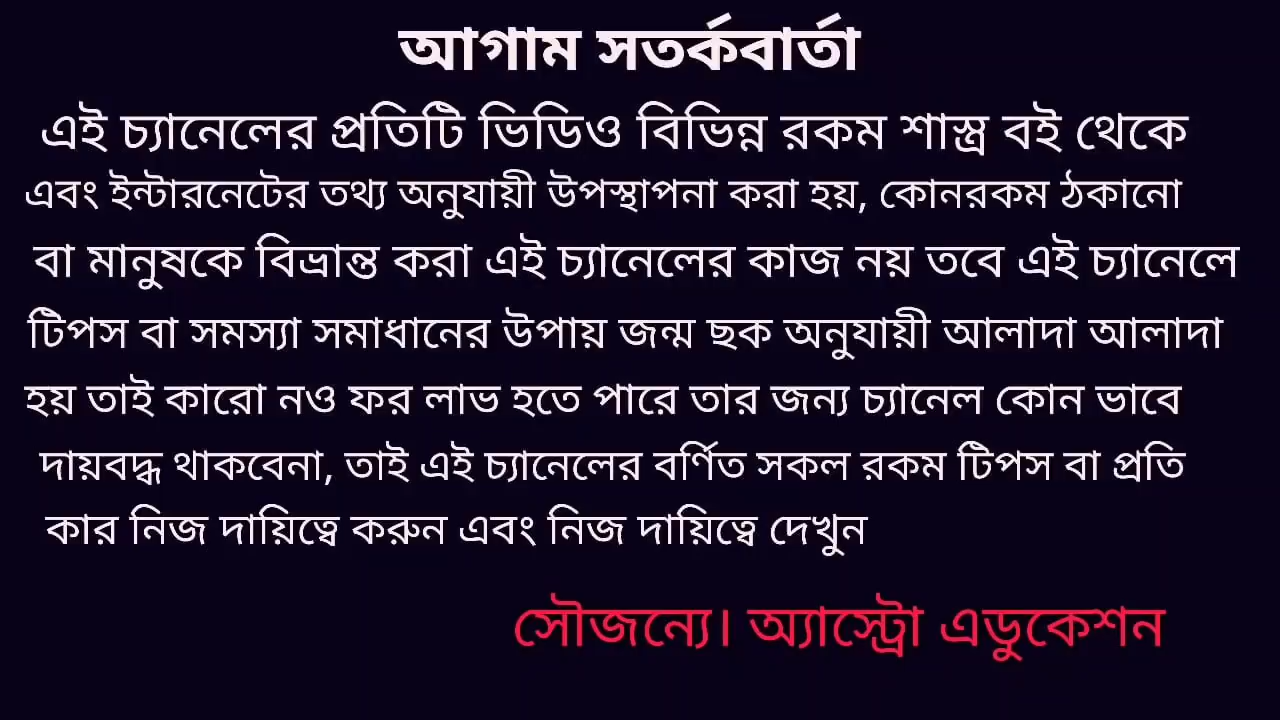 আগাম সতর্কবার্তা
এই চ্যানেলের প্রতিটি ভিডিও বিভিন্ন রকম শাস্ত্র বই থেকে
এবং ইন্টারনেটের তথ্য অনুযায়ী উপস্থাপনা করা হয়, কোনরকম ঠকানো
বা মানুষকে বিভ্রান্ত করা এই চ্যানেলের কাজ নয় তবে এই চ্যানেলে
টিপস বা সমস্যা সমাধানের উপায় জন্ম ছক অনুযায়ী আলাদা আলাদা
হয় তাই কারো নও ফর লাভ হতে পারে তার জন্য চ্যানেল কোন ভাবে
দায়বদ্ধ থাকবেনা, তাই এই চ্যানেলের বর্ণিত সকল রকম টিপস বা প্রতি
কার নিজ দায়িত্বে করুন এবং নিজ দায়িত্বে দেখুন
সৌজন্যে। অ্যাস্ট্রো এডুকেশন